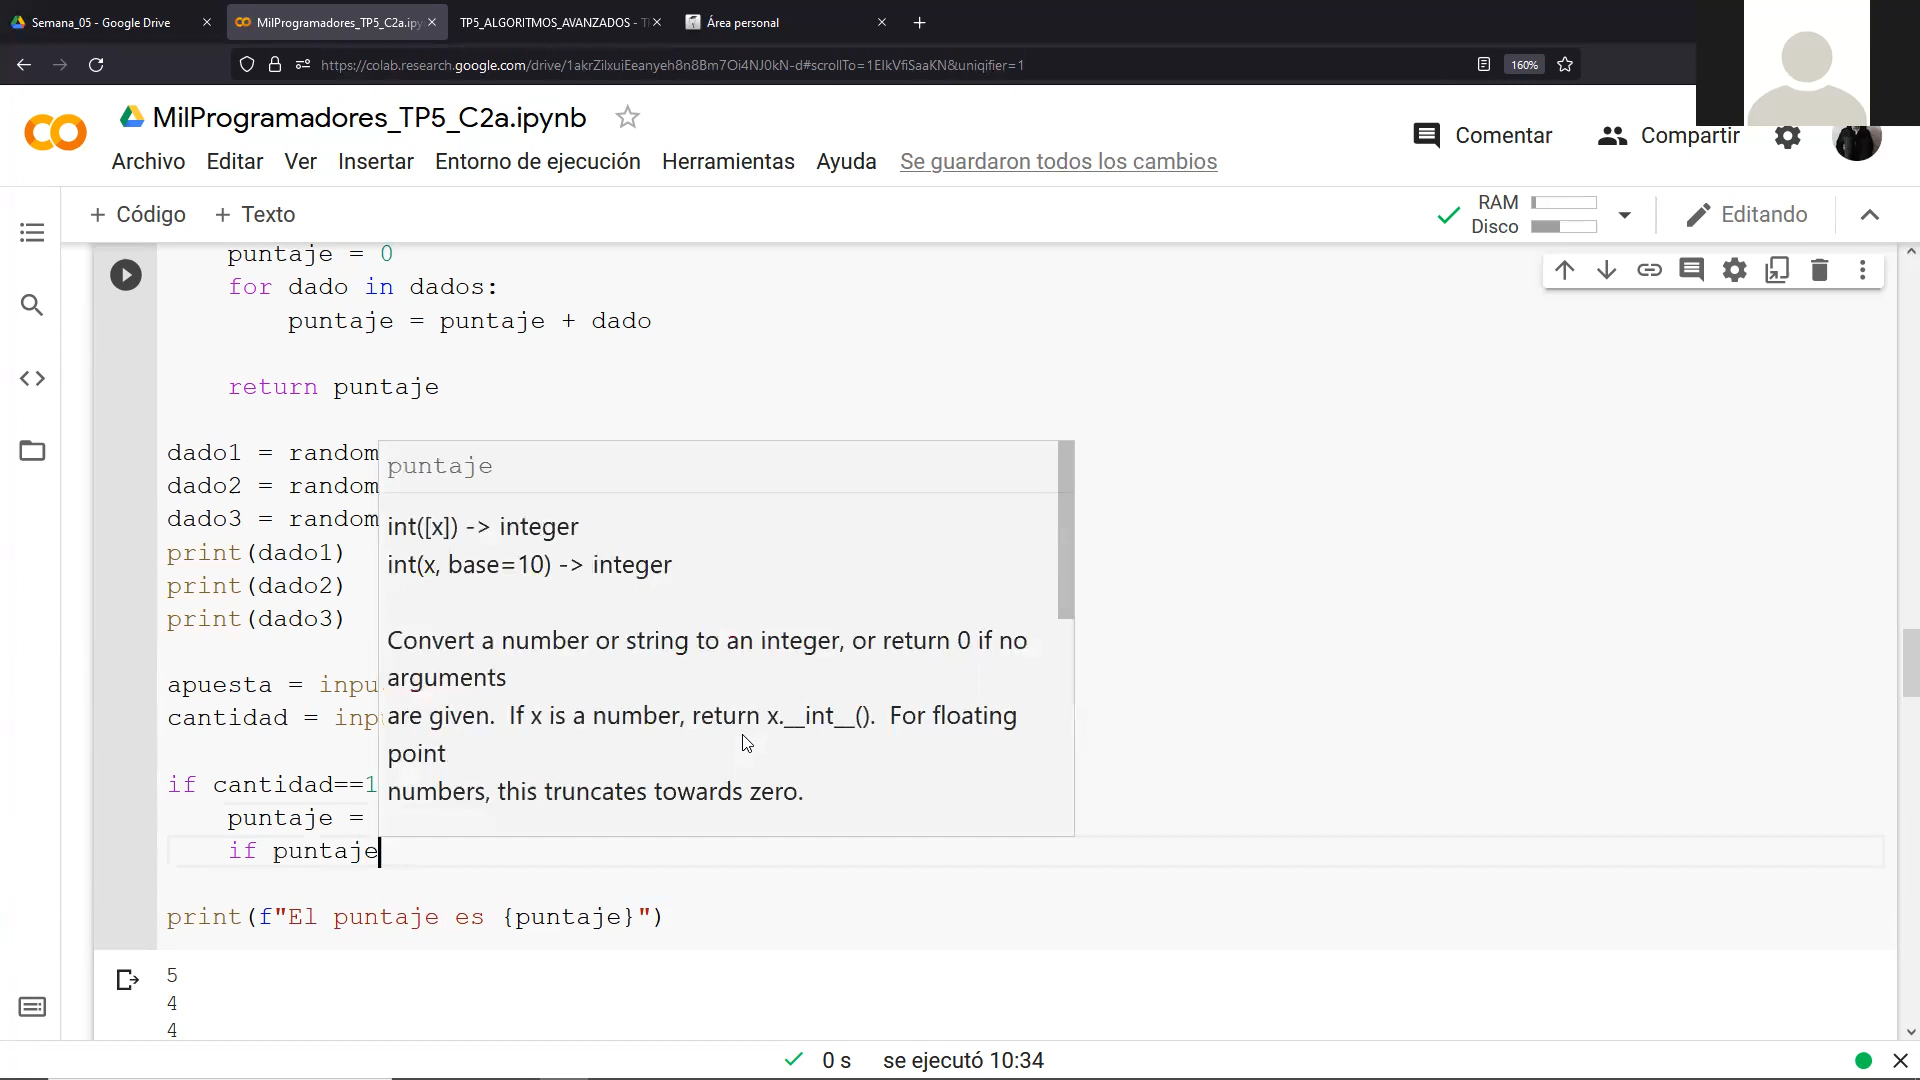 Semana_05 - Google Drive
MilProgramadores_TP5_C2a.ipy
TP5_ALGORITMOS_AVANZADOS - T
Área personal
https://colab.research.google.com/drive/1akrZilxuiEeanyeh8n8Bm7Oi4NJ0kN-d#scrollTo=1EIkVfiSaaKN&uniqifier=1
160%
MilProgramadores_TP5_C2a.ipynb
Comentar
Compartir
Archivo Editar Ver Insertar Entorno de ejecución Herramientas Ayuda Se guardaron todos los cambios
+ Código + Texto
RAM
Disco
Editando
puntaje = 0
for dado in dados:
puntaje = puntaje + dado
return puntaje
dado1 = random
dado2 = random
dado3 = random
print(dado1)
print(dado2)
print(dado3)
apuesta = inpu
cantidad = inpu
if cantidad==1
puntaje =
if puntaje
print(f"El puntaje es {puntaje}")
puntaje
int([x]) -> integer
int(x, base=10) -> integer
Convert a number or string to an integer, or return 0 if no
arguments
are given. If x is a number, return x.__int__(). For floating
point
numbers, this truncates towards zero.
5
4
4
0 s se ejecutó 10:34